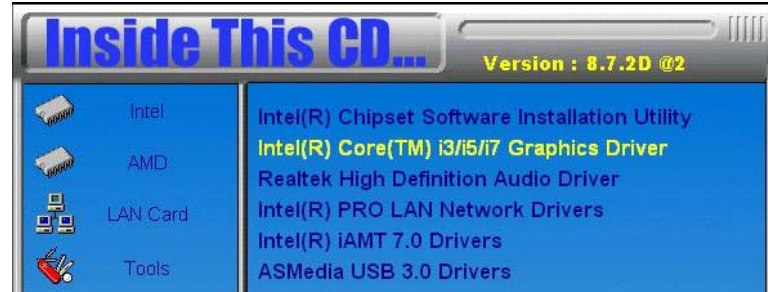 Inside This CD...
Version : 8.7.2D @2
Intel
AMD
LAN Card
Tools
Intel(R) Chipset Software Installation Utility
Intel(R) Core(TM) i3/i5/i7 Graphics Driver
Realtek High Definition Audio Driver
Intel(R) PRO LAN Network Drivers
Intel(R) iAMT 7.0 Drivers
ASMedia USB 3.0 Drivers